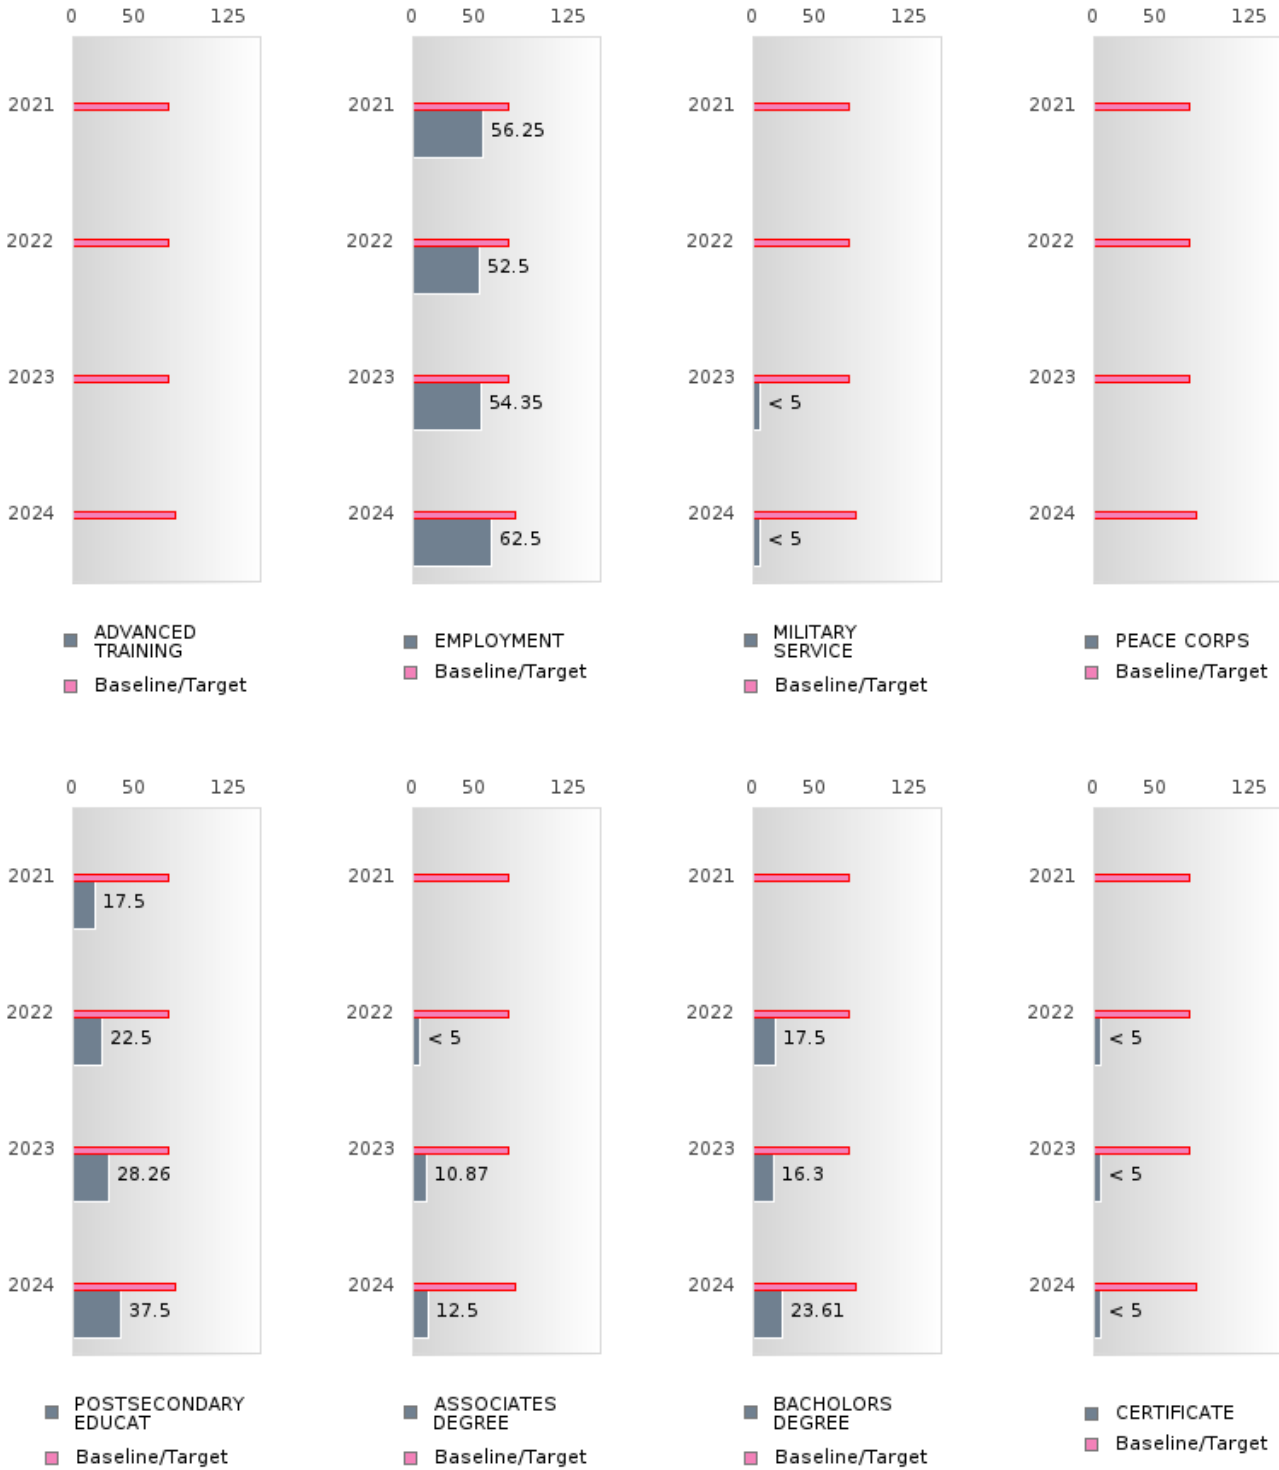 0 50 125
0 50 125
0 50 125
0 50 125
2021
2022
2023
2024
ADVANCED
TRAINING
Baseline/Target
2021
56.25
2022
52.5
2023
54.35
2024
62.5
EMPLOYMENT
Baseline/Target
2021
2022
2023
< 5
2024
< 5
MILITARY
SERVICE
Baseline/Target
2021
2022
2023
2024
PEACE CORPS
Baseline/Target
0 50 125
0 50 125
0 50 125
0 50 125
2021
17.5
2022
22.5
2023
28.26
2024
37.5
POSTSECONDARY
EDUCAT
Baseline/Target
2021
2022
< 5
2023
10.87
2024
12.5
ASSOCIATES
DEGREE
Baseline/Target
2021
2022
17.5
2023
16.3
2024
23.61
BACHOLORS
DEGREE
Baseline/Target
2021
2022
< 5
2023
< 5
2024
< 5
CERTIFICATE
Baseline/Target